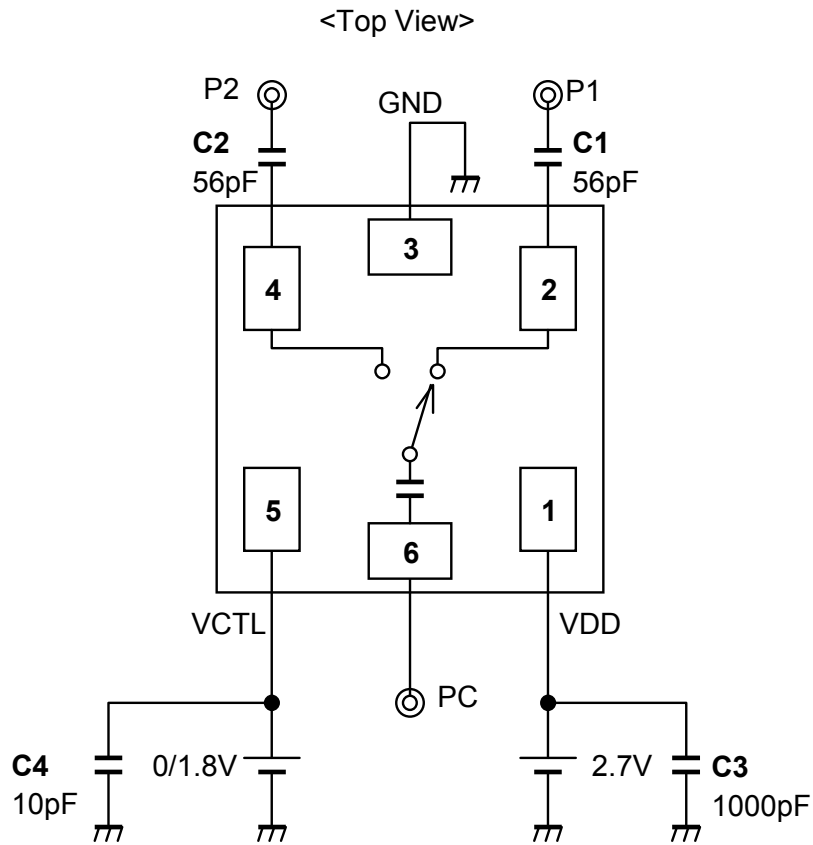 <Top View>
P2
GND
P1
C2
56pF
C1
56pF
3
4
2
5
1
6
VCTL
VDD
PC
C4
10pF
0/1.8V
2.7V
C3
1000pF